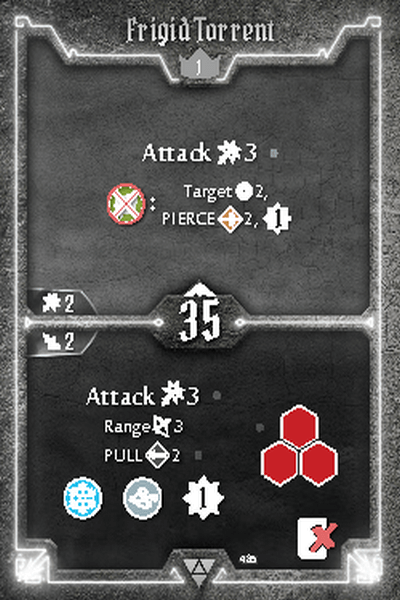 Frigid Torrent
1
Attack 3
: Target 2,
PIERCE 2, 1
2
35
2
Attack 3
Range 3
PULL 2
1